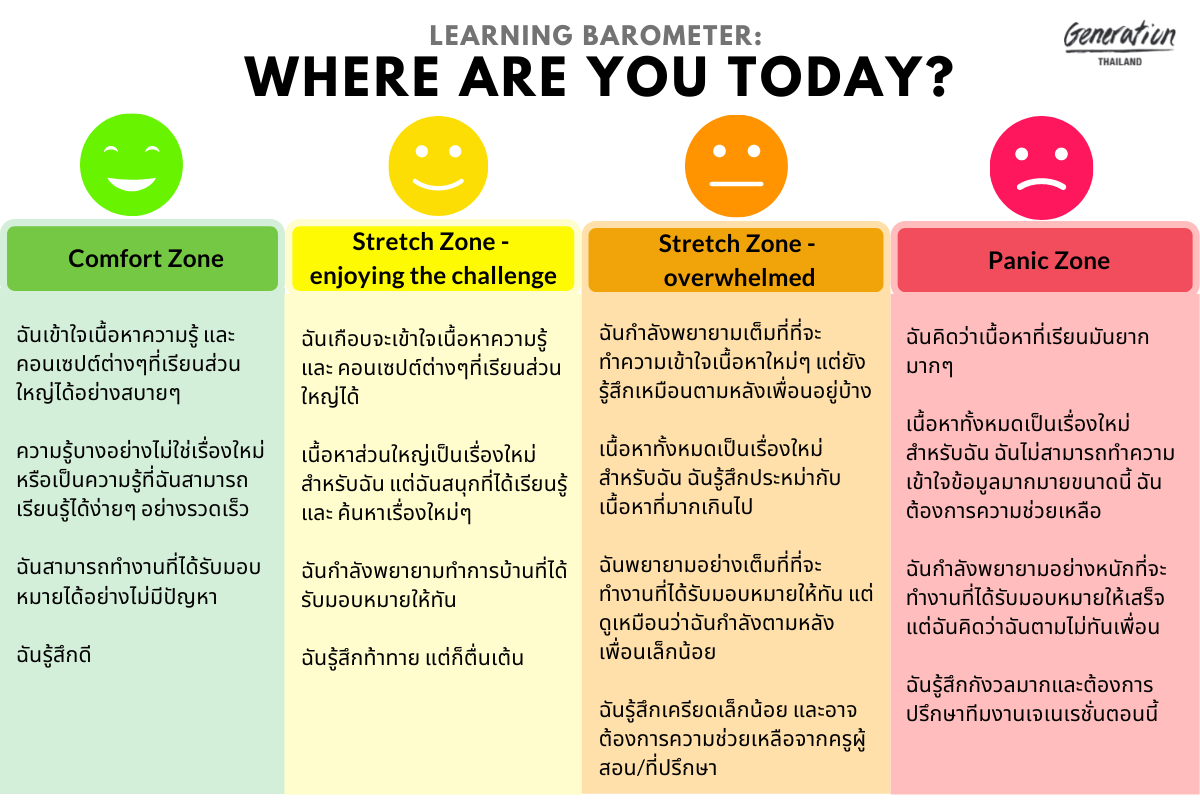 LEARNING BAROMETER:
WHERE ARE YOU TODAY?
Generation
THAILAND
Comfort Zone
ฉันเข้าใจเนื้อหาความรู้ และ
คอนเซปต์ต่างๆที่เรียนส่วน
ใหญ่ได้อย่างสบายๆ
ความรู้บางอย่างไม่ใช่เรื่องใหม่
หรือเป็นความรู้ที่ฉันสามารถ
เรียนรู้ได้ง่ายๆ อย่างรวดเร็ว
ฉันสามารถทำงานที่ได้รับมอบ
หมายได้อย่างไม่มีปัญหา
ฉันรู้สึกดี
Stretch Zone -
enjoying the challenge
ฉันเกือบจะเข้าใจเนื้อหาความรู้
และ คอนเซปต์ต่างๆที่เรียนส่วน
ใหญ่ได้
เนื้อหาส่วนใหญ่เป็นเรื่องใหม่
สำหรับฉัน แต่ฉันสนุกที่ได้เรียนรู้
และ ค้นหาเรื่องใหม่ๆ
ฉันกำลังพยายามทำการบ้านที่ได้
รับมอบหมายให้ทัน
ฉันรู้สึกท้าทาย แต่ก็ตื่นเต้น
Stretch Zone -
overwhelmed
ฉันกำลังพยายามเต็มที่ที่จะ
ทำความเข้าใจเนื้อหาใหม่ๆ แต่ยัง
รู้สึกเหมือนตามหลังเพื่อนอยู่บ้าง
เนื้อหาทั้งหมดเป็นเรื่องใหม่
สำหรับฉัน ฉันรู้สึกประหม่ากับ
เนื้อหาที่มากเกินไป
ฉันพยายามอย่างเต็มที่ที่จะ
ทำงานที่ได้รับมอบหมายให้ทัน แต่
ดูเหมือนว่าฉันกำลังตามหลัง
เพื่อนเล็กน้อย
ฉันรู้สึกเครียดเล็กน้อย และอาจ
ต้องการความช่วยเหลือจากครูผู้
สอน/ที่ปรึกษา
Panic Zone
ฉันคิดว่าเนื้อหาที่เรียนมันยาก
มากๆ
เนื้อหาทั้งหมดเป็นเรื่องใหม่
สำหรับฉัน ฉันไม่สามารถทำความ
เข้าใจข้อมูลมากมายขนาดนี้ ฉัน
ต้องการความช่วยเหลือ
ฉันกำลังพยายามอย่างหนักที่จะ
ทำงานที่ได้รับมอบหมายให้เสร็จ
แต่ฉันคิดว่าฉันตามไม่ทันเพื่อน
ฉันรู้สึกกังวลมากและต้องการ
ปรึกษาทีมงานเจเนเรชั่นตอนนี้